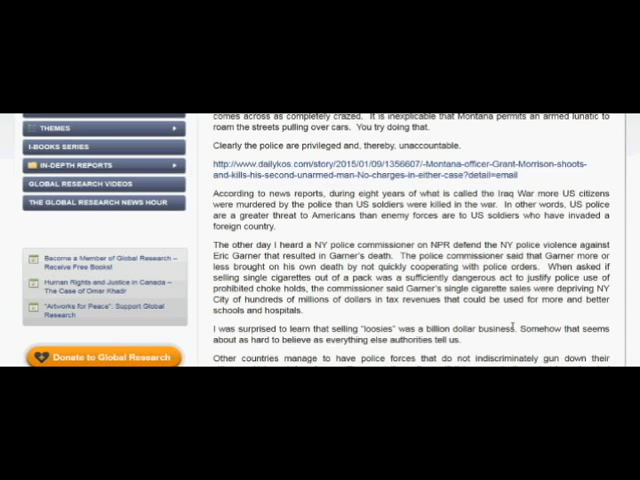 THEMES
I-BOOKS SERIES
IN-DEPTH REPORTS
GLOBAL RESEARCH VIDEOS
THE GLOBAL RESEARCH NEWS HOUR
Become a Member of Global Research –
Receive Free Books!
Human Rights and Justice in Canada –
The Case of Omar Khadr
"Artworks for Peace": Support Global
Research
Donate to Global Research
comes across as completely crazed. It is inexplicable that Montana permits an armed lunatic to
roam the streets pulling over cars. You try doing that.
Clearly the police are privileged and, thereby, unaccountable.
http://www.dailykos.com/story/2015/01/09/1356607/-Montana-officer-Grant-Morrison-shoots-
and-kills-his-second-unarmed-man-No-charges-in-either-case?detail=email
According to news reports, during eight years of what is called the Iraq War more US citizens
were murdered by the police than US soldiers were killed in the war. In other words, US police
are a greater threat to Americans than enemy forces are to US soldiers who have invaded a
foreign country.
The other day I heard a NY police commissioner on NPR defend the NY police violence against
Eric Garner that resulted in Garner's death. The police commissioner said that Garner more or
less brought on his own death by not quickly cooperating with police orders. When asked if
selling single cigarettes out of a pack was a sufficiently dangerous act to justify police use of
prohibited choke holds, the commissioner said Garner's single cigarette sales were depriving NY
City of hundreds of millions of dollars in tax revenues that could be used for more and better
schools and hospitals.
I was surprised to learn that selling "loosies" was a billion dollar business. Somehow that seems
about as hard to believe as everything else authorities tell us.
Other countries manage to have police forces that do not indiscriminately gun down their